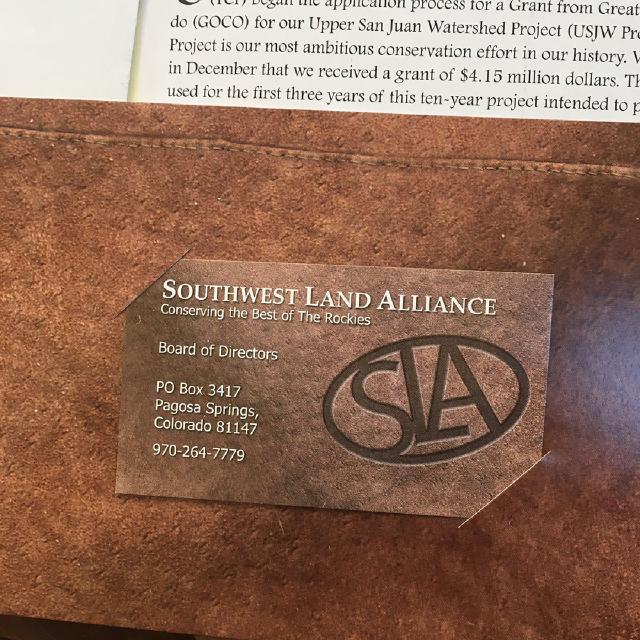 (TCF) began the application process for a Grant from Great
do (GOCO) for our Upper San Juan Watershed Project (USJW Pro
Project is our most ambitious conservation effort in our history. W
in December that we received a grant of $4.15 million dollars. Th
used for the first three years of this ten-year project intended to p
SOUTHWEST LAND ALLIANCE
Conserving the Best of The Rockies
Board of Directors
PO Box 3417
Pagosa Springs,
Colorado 81147
970-264-7779
SLA